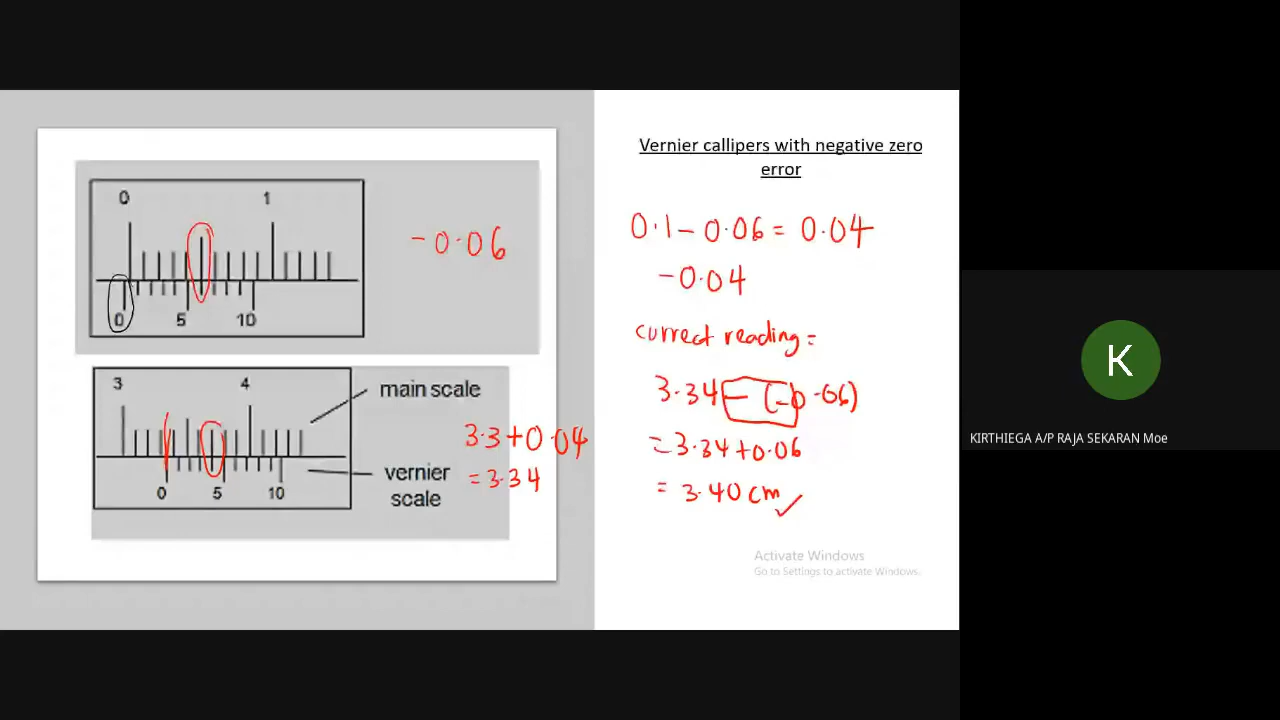 Vernier callipers with negative zero
error
0 1
0 5 10
-0.06
0.1 - 0.06 = 0.04
-0.04
currect reading =
3.34 - (-0.06)
= 3.34 + 0.06
= 3.40 cm
3 4
main scale
0 5 10
vernier
scale
3.3 + 0.04
= 3.34
Activate Windows
Go to Settings to activate Windows.
K
KIRTHIEGA A/P RAJA SEKARAN Moe